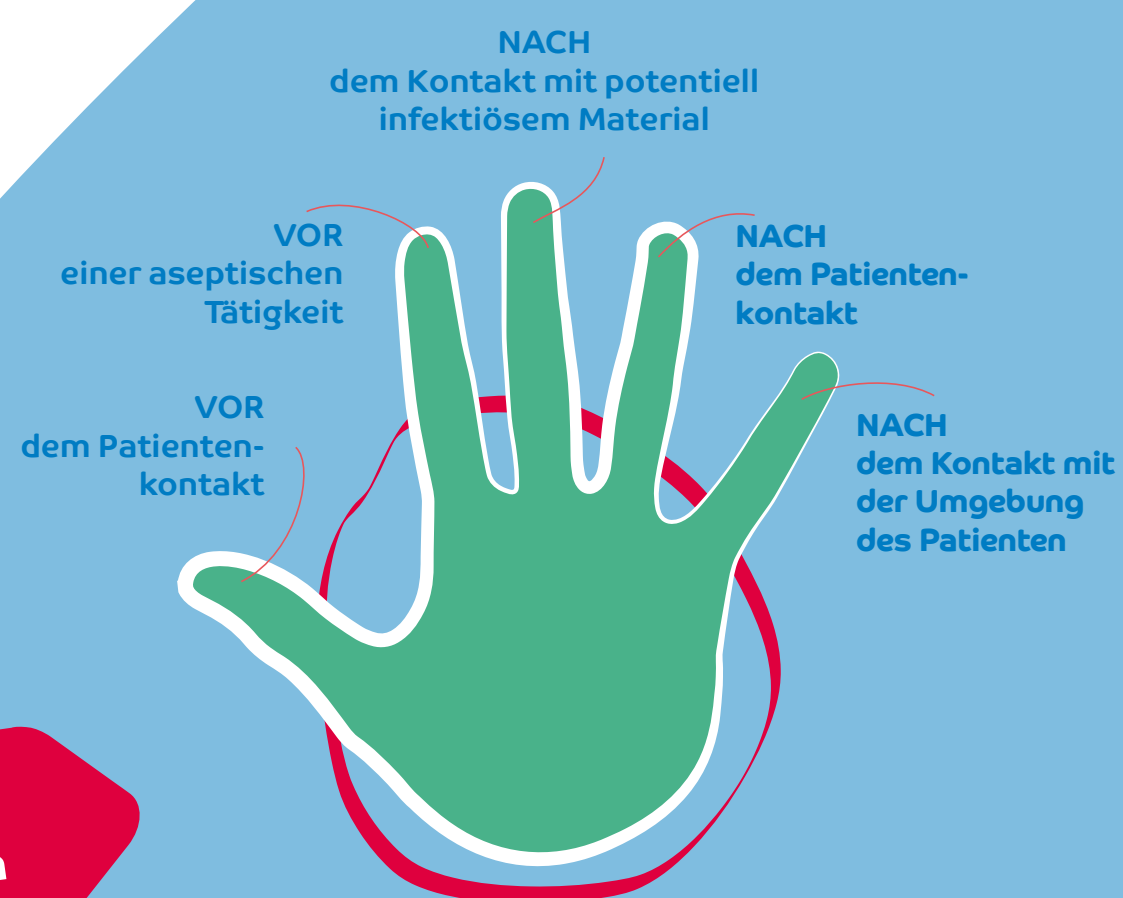 NACH
dem Kontakt mit potentiell
infektiösem Material
VOR
einer aseptischen
Tätigkeit
NACH
dem Patienten-
kontakt
VOR
dem Patienten-
kontakt
NACH
dem Kontakt mit
der Umgebung
des Patienten